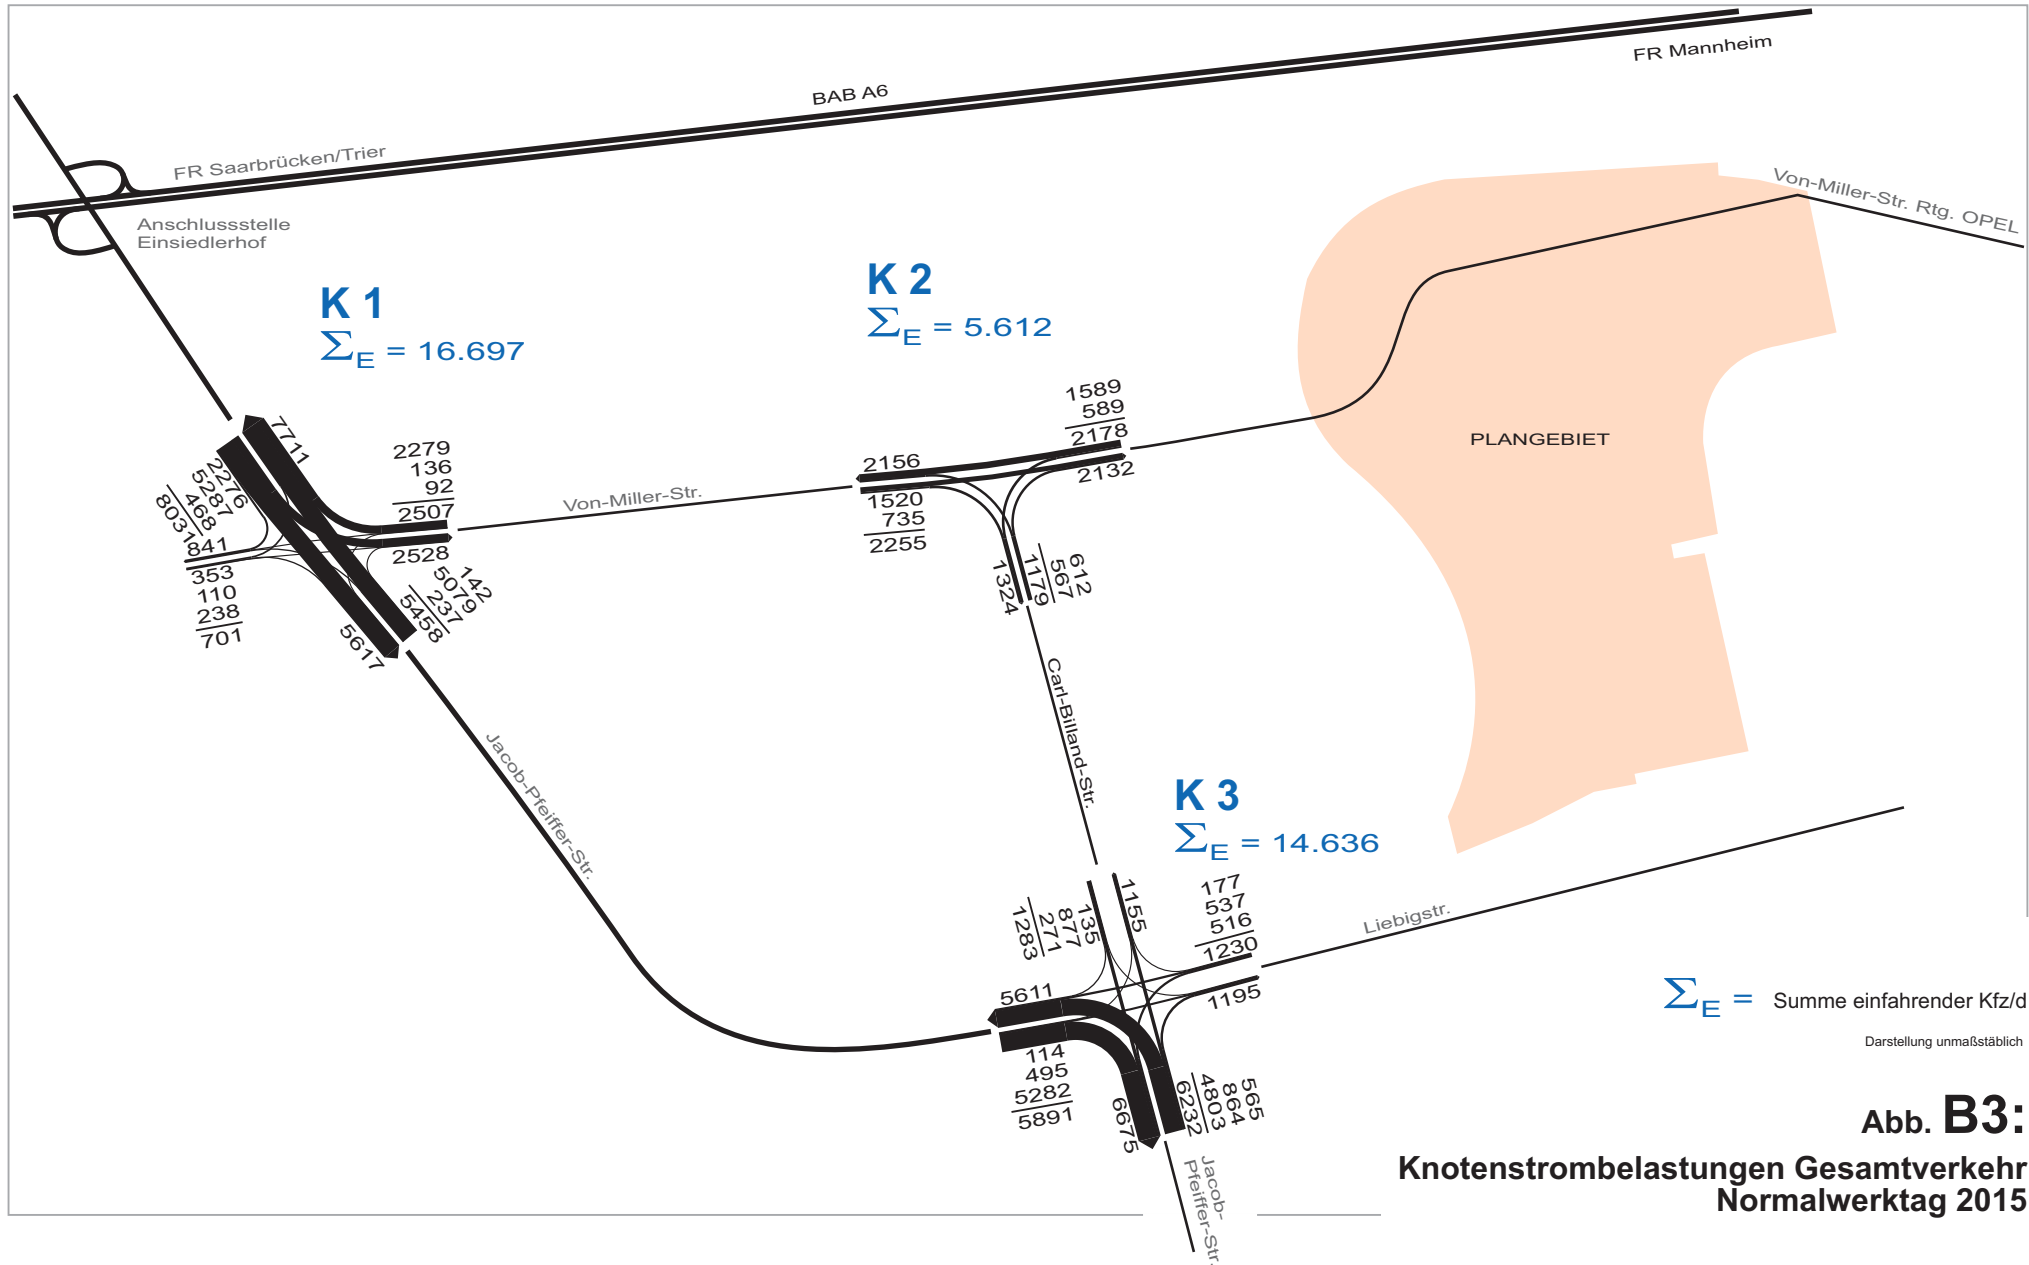 FR Mannheim
BAB A6
FR Saarbrücken/Trier
Anschlussstelle
Einsiedlerhof
Von-Miller-Str. Rtg. OPEL
K 1
ΣE = 16.697
K 2
ΣE = 5.612
7711
2276
5287
468
8031
2279
136
92
2507
2528
841
353
110
238
701
142
5079
237
5458
5617
Von-Miller-Str.
1589
589
2178
2132
2156
1520
735
2255
612
567
1179
1324
PLANGEBIET
Carl-Billand-Str.
Jacob-Pfeiffer-Str.
K 3
ΣE = 14.636
1155
135
877
271
1283
177
537
516
1230
1195
Liebigstr.
5611
114
495
5282
5891
565
864
4803
6232
6675
Jacob-
Pfeiffer-Str.
ΣE = Summe einfahrender Kfz/d
Darstellung unmaßstäblich
Abb. B3:
Knotenstrombelastungen Gesamtverkehr
Normalwerktag 2015